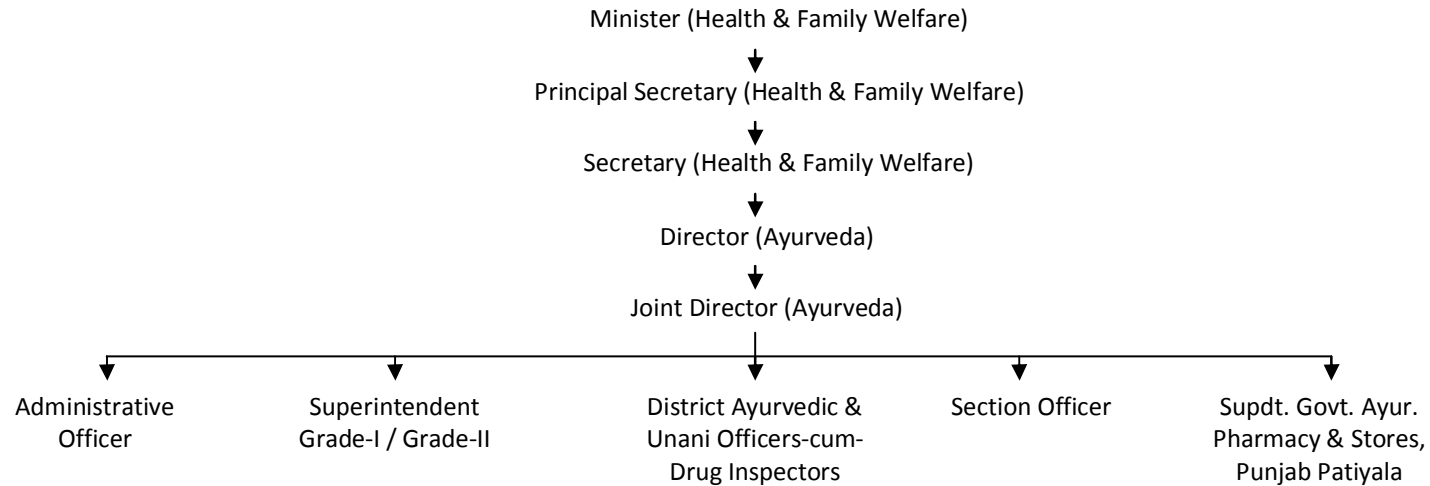 Minister (Health & Family Welfare)
Principal Secretary (Health & Family Welfare)
Secretary (Health & Family Welfare)
Director (Ayurveda)
Joint Director (Ayurveda)
Administrative
Officer
Superintendent
Grade-I / Grade-II
District Ayurvedic &
Unani Officers-cum-
Drug Inspectors
Section Officer
Supdt. Govt. Ayur.
Pharmacy & Stores,
Punjab Patiyala